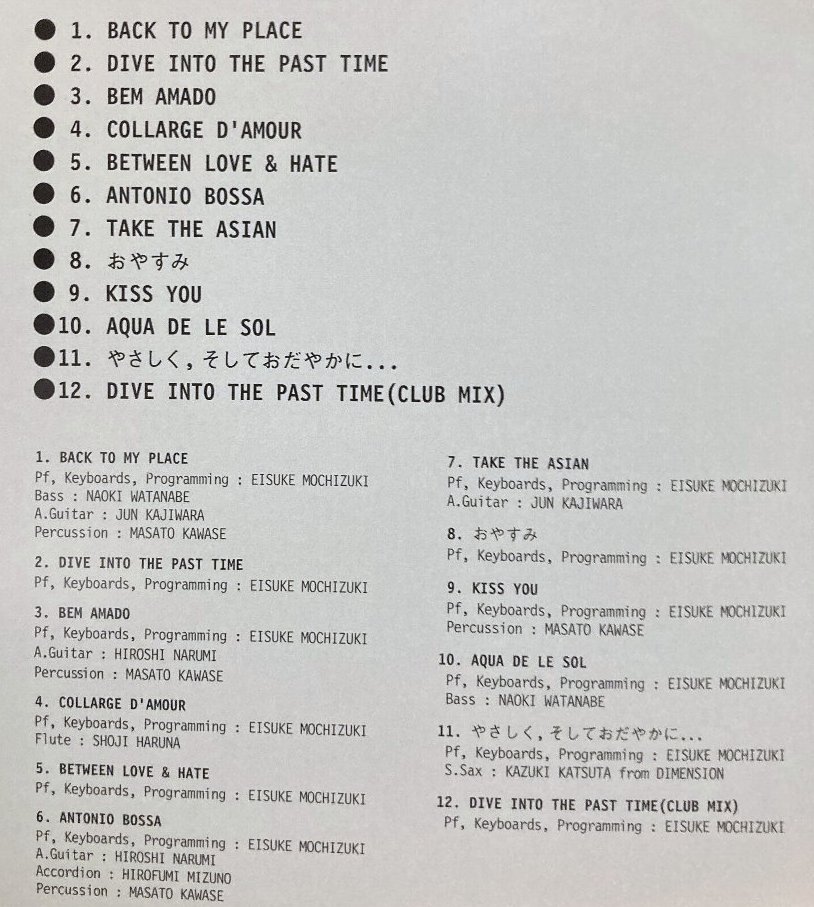 ● 1. BACK TO MY PLACE
● 2. DIVE INTO THE PAST TIME
● 3. BEM AMADO
● 4. COLLARGE D'AMOUR
● 5. BETWEEN LOVE & HATE
● 6. ANTONIO BOSSA
● 7. TAKE THE ASIAN
● 8. おやすみ
● 9. KISS YOU
●10. AQUA DE LE SOL
●11. やさしく,そしておだやかに...
●12. DIVE INTO THE PAST TIME(CLUB MIX)
1. BACK TO MY PLACE
Pf, Keyboards, Programming : EISUKE MOCHIZUKI
Bass : NAOKI WATANABE
A.Guitar : JUN KAJIWARA
Percussion : MASATO KAWASE
2. DIVE INTO THE PAST TIME
Pf, Keyboards, Programming : EISUKE MOCHIZUKI
3. BEM AMADO
Pf, Keyboards, Programming : EISUKE MOCHIZUKI
A.Guitar : HIROSHI NARUMI
Percussion : MASATO KAWASE
4. COLLARGE D'AMOUR
Pf, Keyboards, Programming : EISUKE MOCHIZUKI
Flute : SHOJI HARUNA
5. BETWEEN LOVE & HATE
Pf, Keyboards, Programming : EISUKE MOCHIZUKI
6. ANTONIO BOSSA
Pf, Keyboards, Programming : EISUKE MOCHIZUKI
A.Guitar : HIROSHI NARUMI
Accordion : HIROFUMI MIZUNO
Percussion : MASATO KAWASE
7. TAKE THE ASIAN
Pf, Keyboards, Programming : EISUKE MOCHIZUKI
A.Guitar : JUN KAJIWARA
8. おやすみ
Pf, Keyboards, Programming : EISUKE MOCHIZUKI
9. KISS YOU
Pf, Keyboards, Programming : EISUKE MOCHIZUKI
Percussion : MASATO KAWASE
10. AQUA DE LE SOL
Pf, Keyboards, Programming : EISUKE MOCHIZUKI
Bass : NAOKI WATANABE
11. やさしく,そしておだやかに...
Pf, Keyboards, Programming : EISUKE MOCHIZUKI
S.Sax : KAZUKI KATSUTA from DIMENSION
12. DIVE INTO THE PAST TIME(CLUB MIX)
Pf, Keyboards, Programming : EISUKE MOCHIZUKI